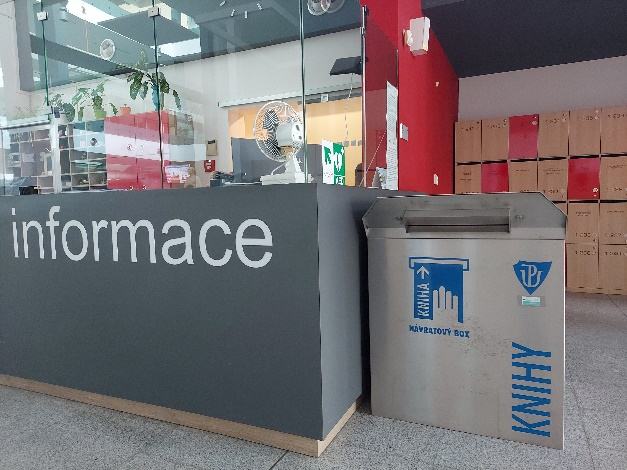 informace
KNIHA
NÁVRATOVÝ BOX
UP
KNIHY